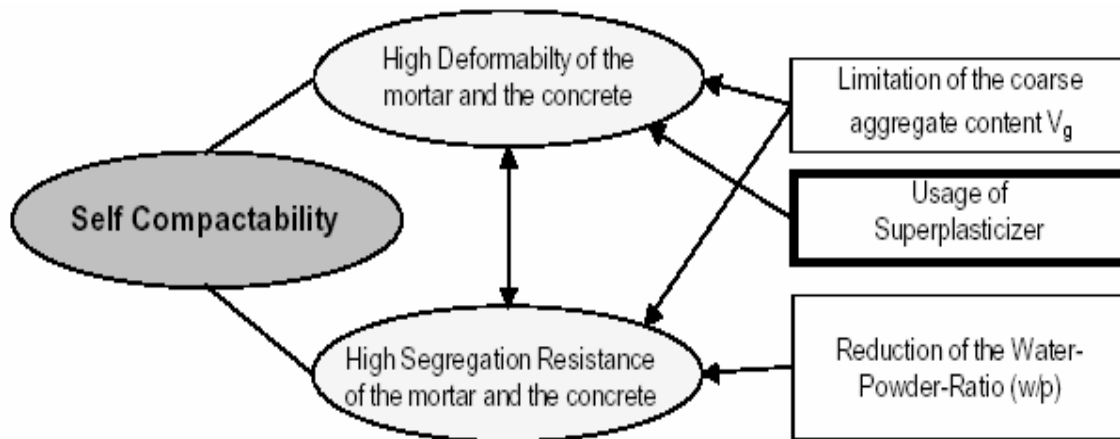 High Deformabilty of the
mortar and the concrete
Limitation of the coarse
aggregate content Vg
Self Compactability
Usage of
Superplasticizer
High Segregation Resistance
of the mortar and the concrete
Reduction of the Water-
Powder-Ratio (w/p)